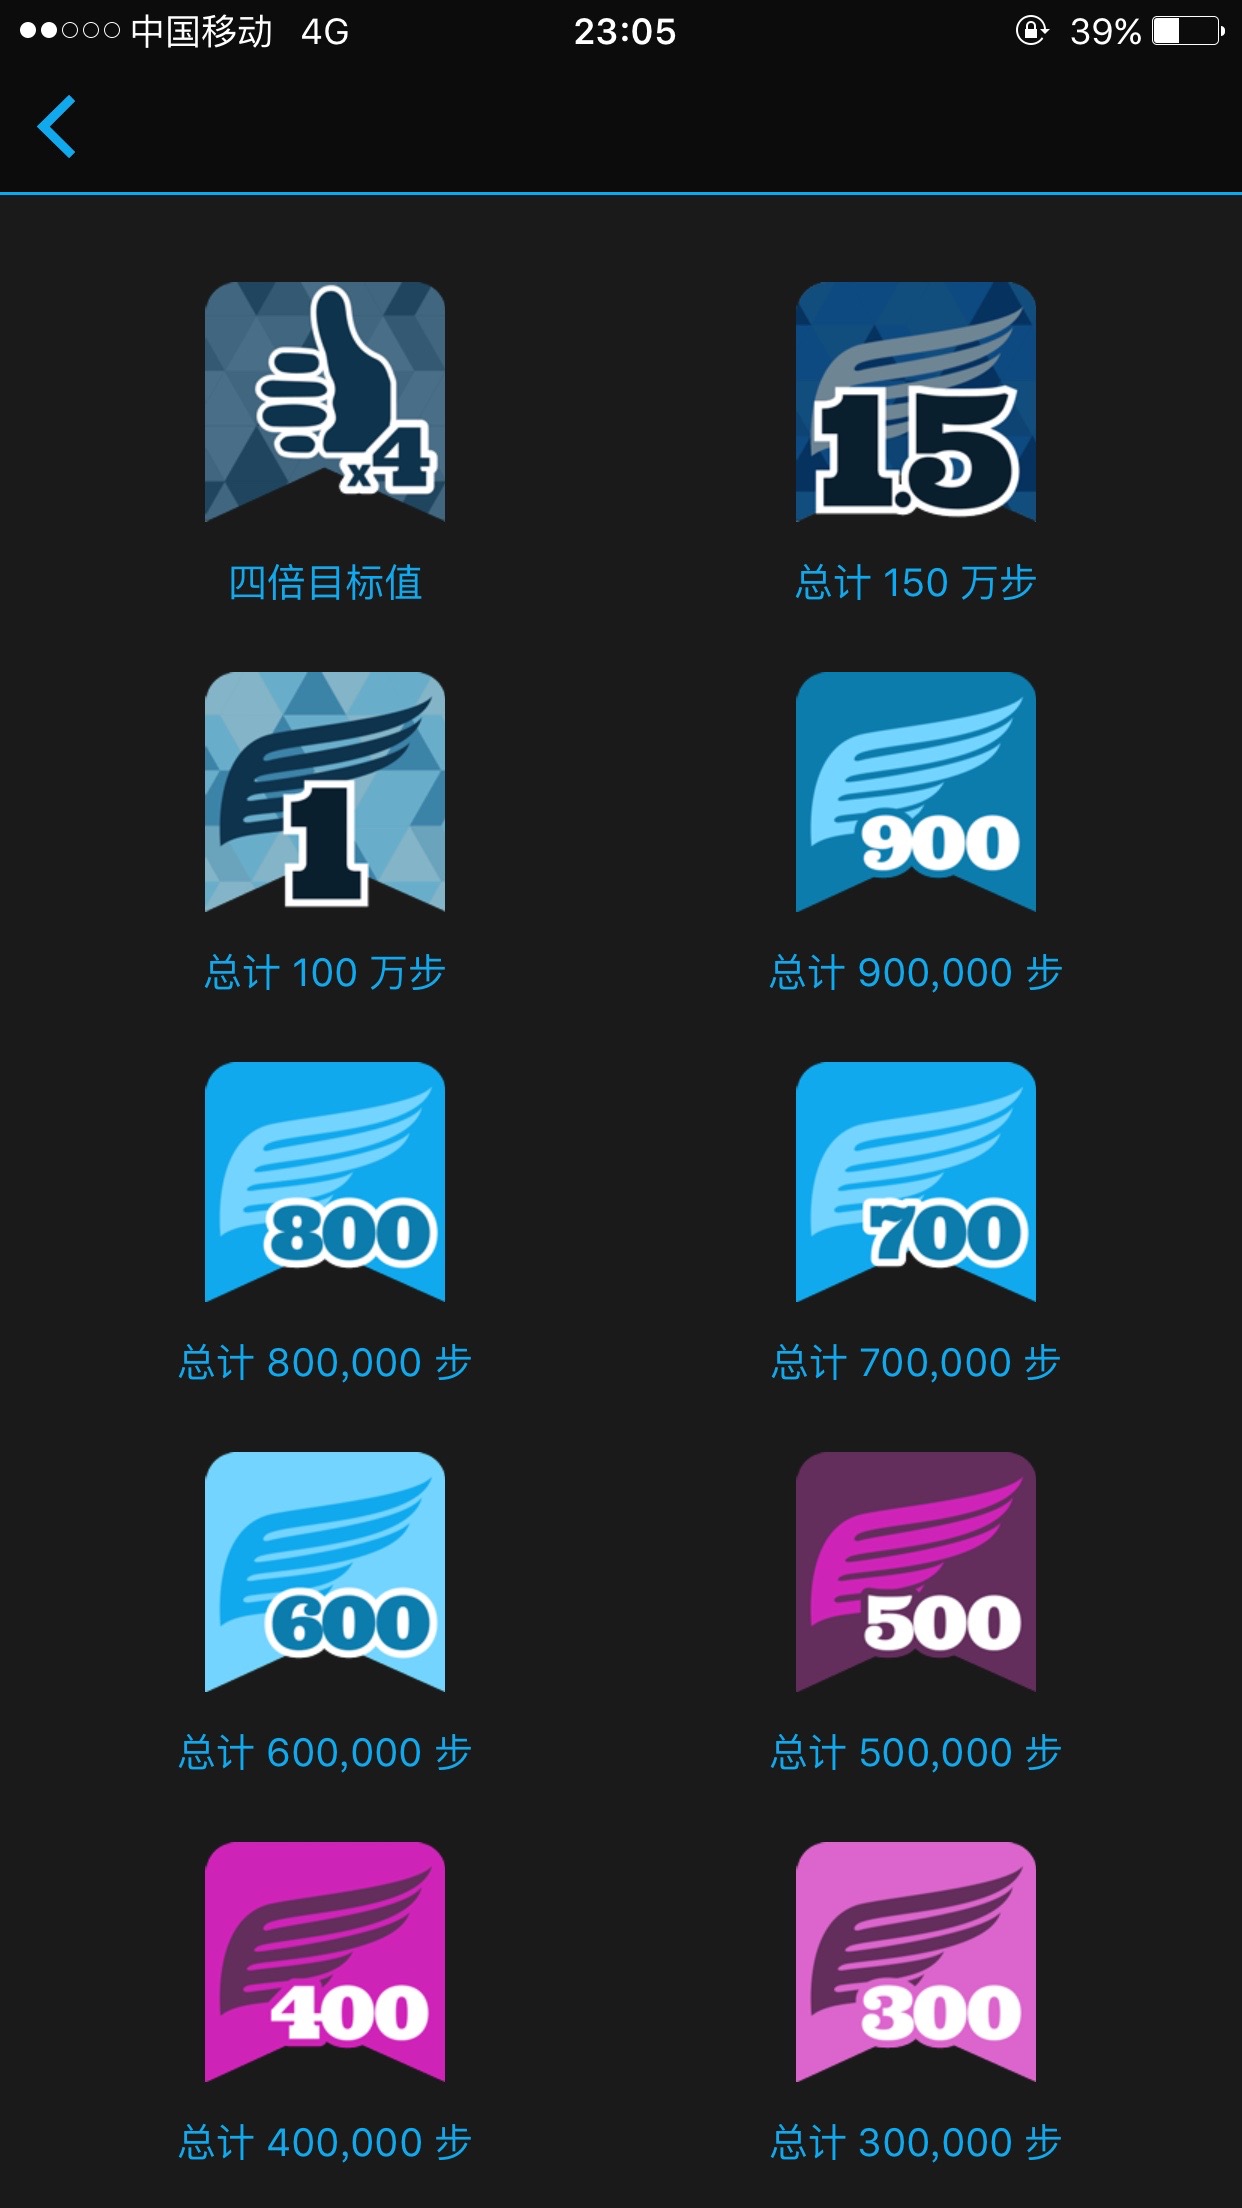 中国移动 4G 23:05 39%
x4 1.5
四倍目标值 总计 150 万步
1 900
总计 100 万步 总计 900,000 步
800 700
总计 800,000 步 总计 700,000 步
600 500
总计 600,000 步 总计 500,000 步
400 300
总计 400,000 步 总计 300,000 步